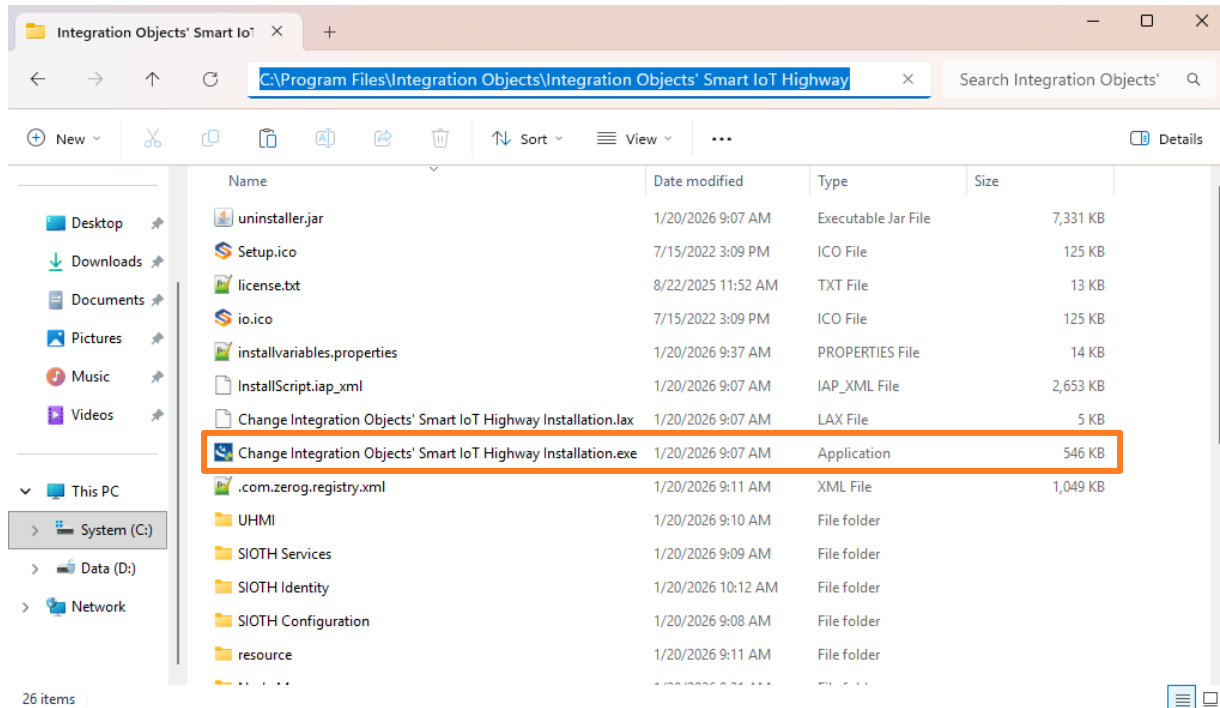 Integration Objects' Smart IoT
C:\Program Files\Integration Objects\Integration Objects' Smart IoT Highway
Search Integration Objects'
New
Sort
View
Details
Name Date modified Type Size
uninstaller.jar 1/20/2026 9:07 AM Executable Jar File 7,331 KB
Setup.ico 7/15/2022 3:09 PM ICO File 125 KB
license.txt 8/22/2025 11:52 AM TXT File 13 KB
io.ico 7/15/2022 3:09 PM ICO File 125 KB
installvariables.properties 1/20/2026 9:37 AM PROPERTIES File 14 KB
InstallScript.iap_xml 1/20/2026 9:07 AM IAP_XML File 2,653 KB
Change Integration Objects' Smart IoT Highway Installation.lax 1/20/2026 9:07 AM LAX File 5 KB
Change Integration Objects' Smart IoT Highway Installation.exe 1/20/2026 9:07 AM Application 546 KB
.com.zerog.registry.xml 1/20/2026 9:11 AM XML File 1,049 KB
UHMI 1/20/2026 9:10 AM File folder
SIOTH Services 1/20/2026 9:09 AM File folder
SIOTH Identity 1/20/2026 10:12 AM File folder
SIOTH Configuration 1/20/2026 9:08 AM File folder
resource 1/20/2026 9:11 AM File folder
Desktop
Downloads
Documents
Pictures
Music
Videos
This PC
System (C:)
Data (D:)
Network
26 items